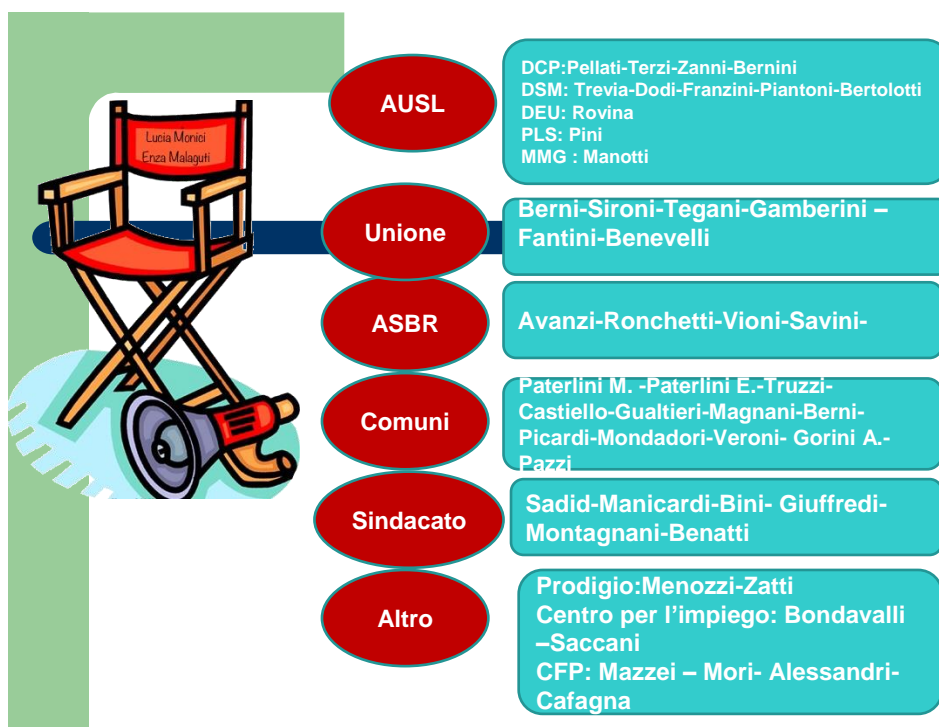 Lucia Monici
Enza Malaguti
AUSL
DCP:Pellati-Terzi-Zanni-Bernini
DSM: Trevia-Dodi-Franzini-Piantoni-Bertolotti
DEU: Rovina
PLS: Pini
MMG : Manotti
Unione
Berni-Sironi-Tegani-Gamberini –
Fantini-Benevelli
ASBR
Avanzi-Ronchetti-Vioni-Savini-
Comuni
Paterlini M. -Paterlini E.-Truzzi-
Castiello-Gualtieri-Magnani-Berni-
Picardi-Mondadori-Veroni- Gorini A.-
Pazzi
Sindacato
Sadid-Manicardi-Bini- Giuffredi-
Montagnani-Benatti
Altro
Prodigio:Menozzi-Zatti
Centro per l’impiego: Bondavalli
–Saccani
CFP: Mazzei – Mori- Alessandri-
Cafagna